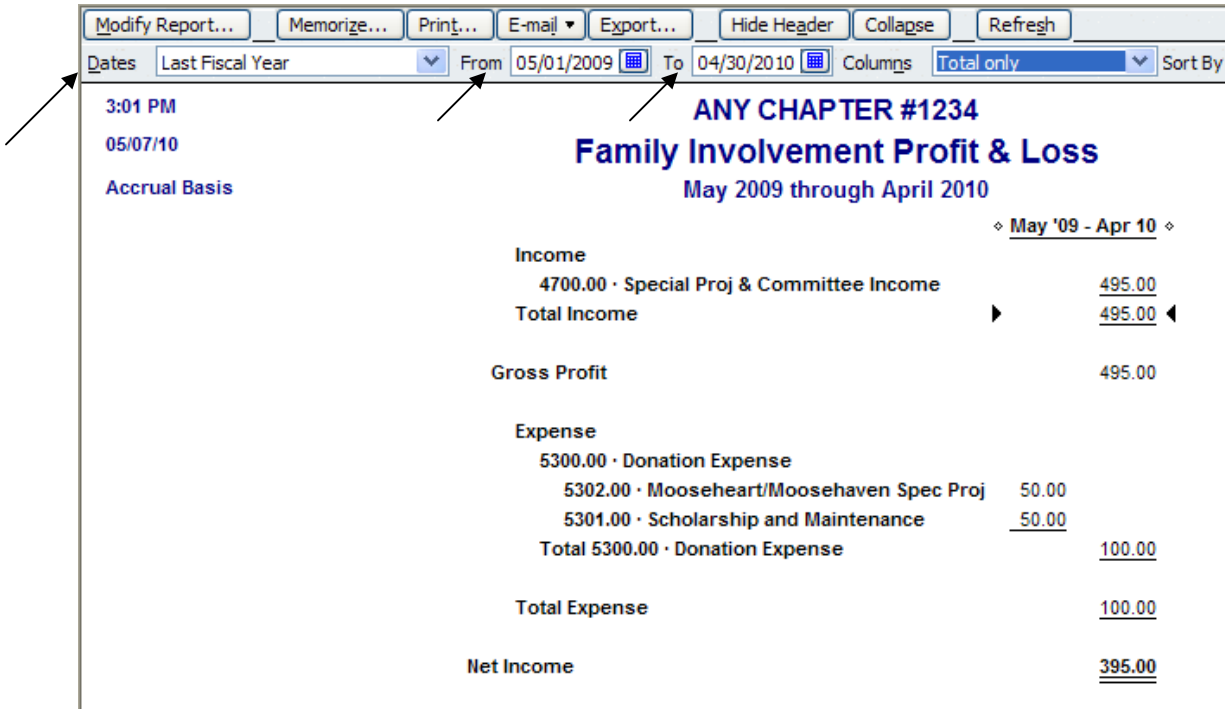 Modify Report... Memorize... Print... E-mail Export... Hide Header Collapse Refresh
Dates Last Fiscal Year From 05/01/2009 To 04/30/2010 Columns Total only Sort By
3:01 PM ANY CHAPTER #1234
05/07/10 Family Involvement Profit & Loss
Accrual Basis May 2009 through April 2010
May '09 - Apr 10
Income
4700.00 · Special Proj & Committee Income 495.00
Total Income 495.00
Gross Profit 495.00
Expense
5300.00 · Donation Expense
5302.00 · Mooseheart/Moosehaven Spec Proj 50.00
5301.00 · Scholarship and Maintenance 50.00
Total 5300.00 · Donation Expense 100.00
Total Expense 100.00
Net Income 395.00